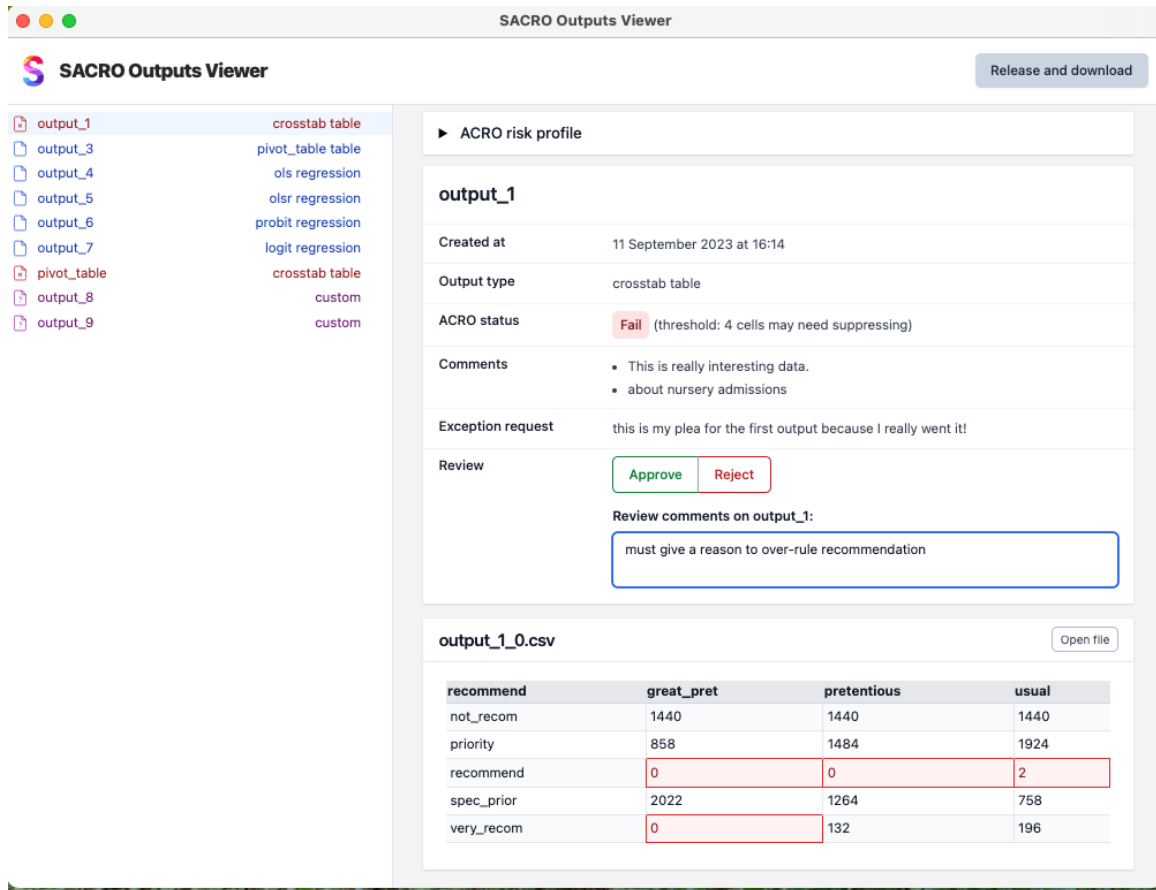 SACRO Outputs Viewer
SACRO Outputs Viewer
Release and download
output_1 crosstab table
output_3 pivot_table table
output_4 ols regression
output_5 olsr regression
output_6 probit regression
output_7 logit regression
pivot_table crosstab table
output_8 custom
output_9 custom
ACRO risk profile
output_1
Created at 11 September 2023 at 16:14
Output type crosstab table
ACRO status Fail (threshold: 4 cells may need suppressing)
Comments • This is really interesting data.
• about nursery admissions
Exception request this is my plea for the first output because I really went it!
Review Approve Reject
Review comments on output_1:
must give a reason to over-rule recommendation
output_1_0.csv Open file
recommend great_pret pretentious usual
not_recom 1440 1440 1440
priority 858 1484 1924
recommend 0 0 2
spec_prior 2022 1264 758
very_recom 0 132 196